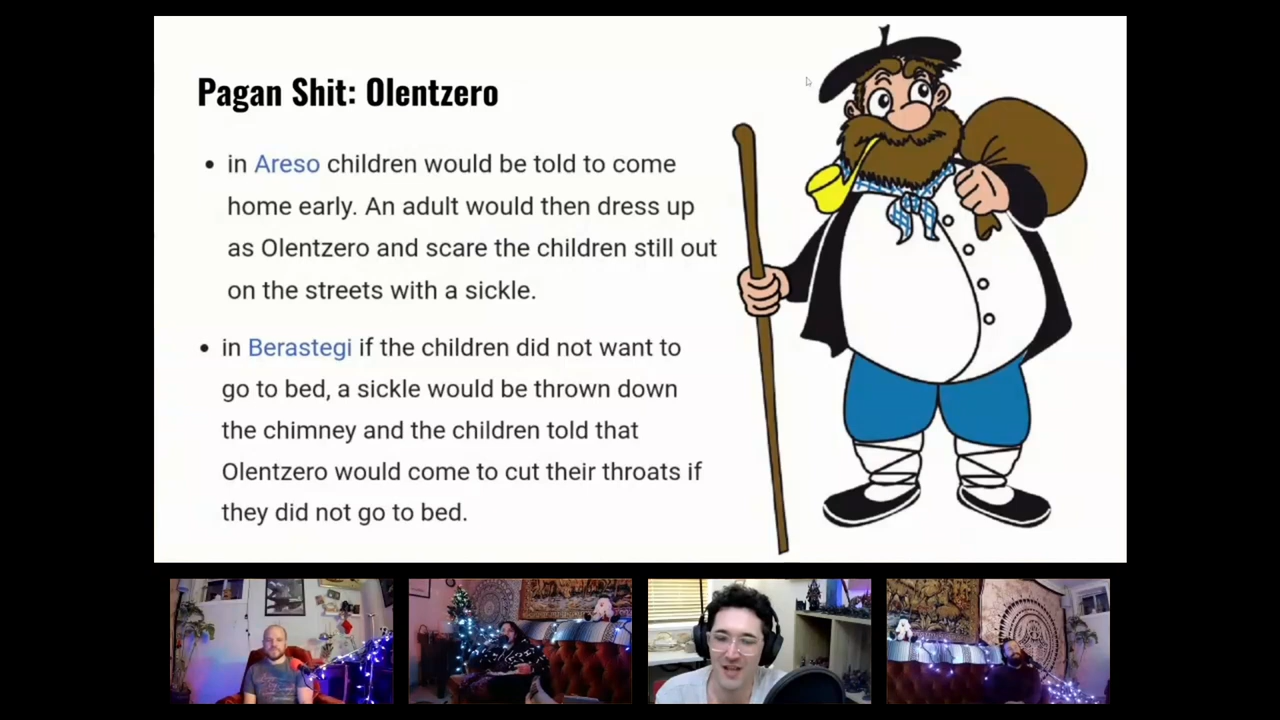 Pagan Shit: Olentzero
• in Areso children would be told to come
home early. An adult would then dress up
as Olentzero and scare the children still out
on the streets with a sickle.
• in Berastegi if the children did not want to
go to bed, a sickle would be thrown down
the chimney and the children told that
Olentzero would come to cut their throats if
they did not go to bed.